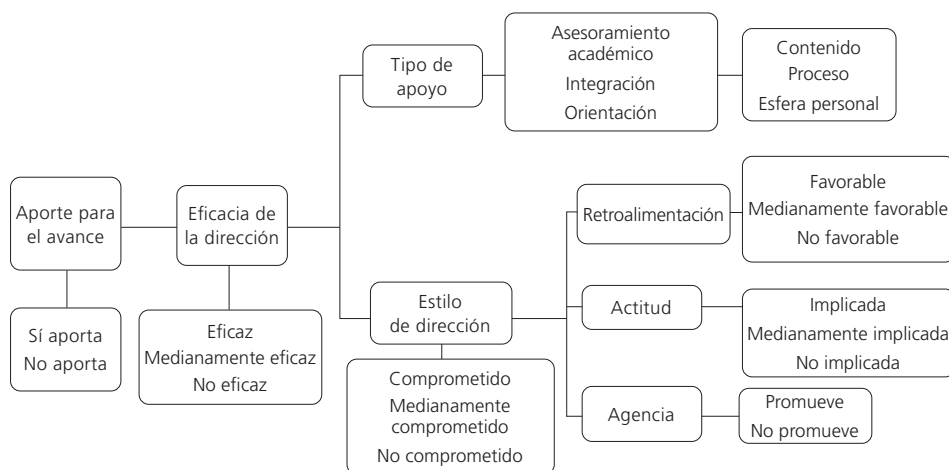 Tipo de
apoyo
Asesoramiento
académico
Integración
Orientación
Contenido
Proceso
Esfera personal
Aporte para
el avance
Eficacia de
la dirección
Sí aporta
No aporta
Eficaz
Medianamente eficaz
No eficaz
Estilo
de dirección
Comprometido
Medianamente
comprometido
No comprometido
Retroalimentación
Favorable
Medianamente favorable
No favorable
Actitud
Implicada
Medianamente implicada
No implicada
Agencia
Promueve
No promueve